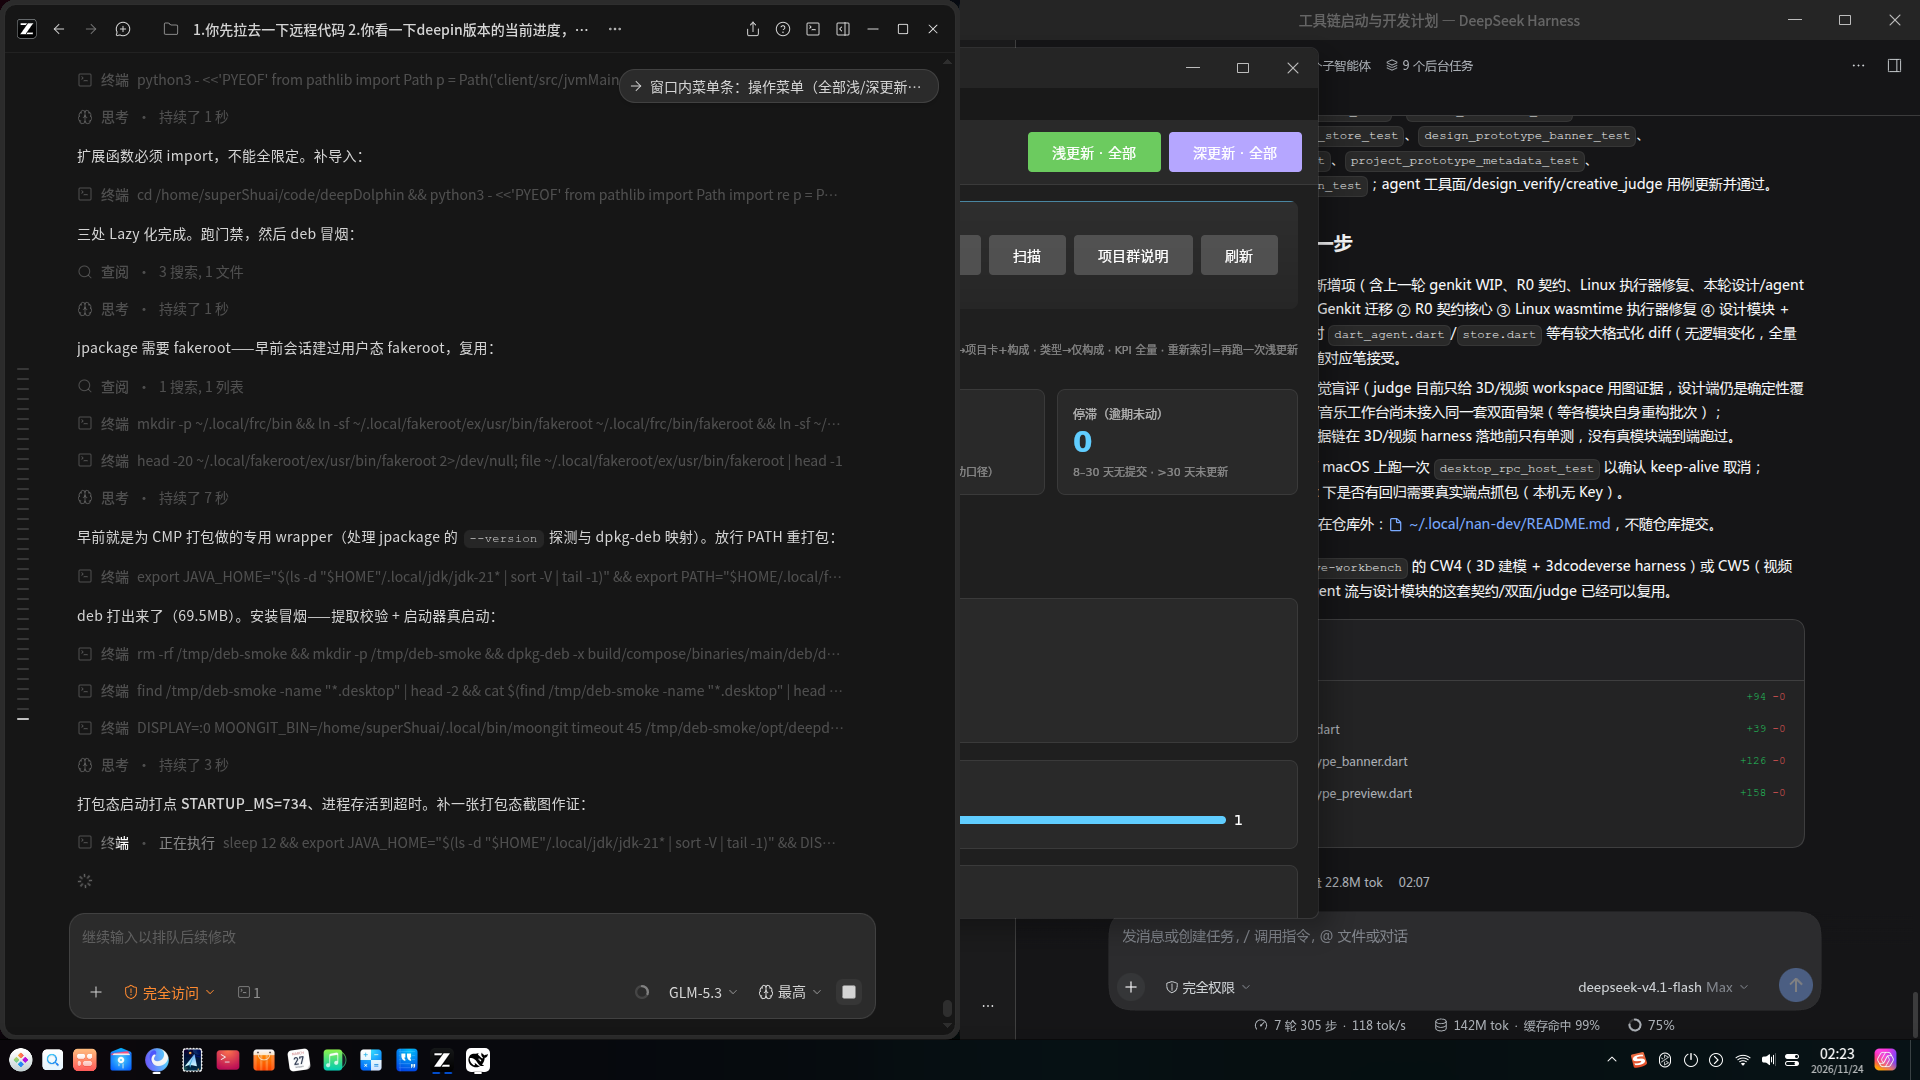 1.你先拉去一下远程代码 2.你看一下deepin版本的当前进度，…
终端 python3 - <<'PYEOF' from pathlib import Path p = Path('client/src/jvmMain
窗口内菜单条：操作菜单（全部浅/深更新…
思考 · 持续了 1 秒
扩展函数必须 import，不能全限定。补导入：
终端 cd /home/superShuai/code/deepDolphin && python3 - <<'PYEOF' from pathlib import Path import re p = P…
三处 Lazy 化完成。跑门禁，然后 deb 冒烟：
查阅 · 3 搜索, 1 文件
思考 · 持续了 1 秒
jpackage 需要 fakeroot——早前会话建过用户态 fakeroot，复用：
查阅 · 1 搜索, 1 列表
终端 mkdir -p ~/.local/frc/bin && ln -sf ~/.local/fakeroot/ex/usr/bin/fakeroot ~/.local/frc/bin/fakeroot && ln -sf ~/…
终端 head -20 ~/.local/fakeroot/ex/usr/bin/fakeroot 2>/dev/null; file ~/.local/fakeroot/ex/usr/bin/fakeroot | head -1
思考 · 持续了 7 秒
早前就是为 CMP 打包做的专用 wrapper（处理 jpackage 的 --version 探测与 dpkg-deb 映射）。放行 PATH 重打包：
终端 export JAVA_HOME="$(ls -d "$HOME"/.local/jdk/jdk-21* | sort -V | tail -1)" && export PATH="$HOME/.local/f…
deb 打出来了（69.5MB）。安装冒烟——提取校验 + 启动器真启动：
终端 rm -rf /tmp/deb-smoke && mkdir -p /tmp/deb-smoke && dpkg-deb -x build/compose/binaries/main/deb/d…
终端 find /tmp/deb-smoke -name "*.desktop" | head -2 && cat $(find /tmp/deb-smoke -name "*.desktop" | head …
终端 DISPLAY=:0 MOONGIT_BIN=/home/superShuai/.local/bin/moongit timeout 45 /tmp/deb-smoke/opt/deepd…
思考 · 持续了 3 秒
打包态启动打点 STARTUP_MS=734、进程存活到超时。补一张打包态截图作证：
终端 · 正在执行 sleep 12 && export JAVA_HOME="$(ls -d "$HOME"/.local/jdk/jdk-21* | sort -V | tail -1)" && DIS…
继续输入以排队后续修改
完全访问 1 GLM-5.3 最高
浅更新 · 全部 深更新 · 全部
扫描 项目群说明 刷新
→项目卡+构成 · 类型→仅构成 · KPI 全量 · 重新索引=再跑一次浅更新
停滞（逾期未动）
0
8–30 天无提交 · >30 天未更新
力口径）
1
工具链启动与开发计划 — DeepSeek Harness
子智能体 9 个后台任务
_store_test、 design_prototype_banner_test、
t、 project_prototype_metadata_test、
n_test；agent 工具面/design_verify/creative_judge 用例更新并通过。
一步
新增项（含上一轮 genkit WIP、R0 契约、Linux 执行器修复、本轮设计/agent
Genkit 迁移 ② R0 契约核心 ③ Linux wasmtime 执行器修复 ④ 设计模块 +
时 dart_agent.dart/store.dart 等有较大格式化 diff（无逻辑变化，全量
随对应笔接受。
觉盲评（judge 目前只给 3D/视频 workspace 用图证据，设计端仍是确定性覆
音乐工作台尚未接入同一套双面骨架（等各模块自身重构批次）；
据链在 3D/视频 harness 落地前只有单测，没有真模块端到端跑过。
macOS 上跑一次 desktop_rpc_host_test 以确认 keep-alive 取消；
下是否有回归需要真实端点抓包（本机无 Key）。
在仓库外： ~/.local/nan-dev/README.md，不随仓库提交。
ve-workbench 的 CW4（3D 建模 + 3dcodeverse harness）或 CW5（视频
ent 流与设计模块的这套契约/双面/judge 已经可以复用。
+94 −0
dart +39 −0
ype_banner.dart +126 −0
ype_preview.dart +158 −0
22.8M tok 02:07
发消息或创建任务, / 调用指令, @ 文件或对话
完全权限 deepseek-v4.1-flash Max
7 轮 305 步 · 118 tok/s 142M tok · 缓存命中 99% 75%
27
02:23
2026/11/24